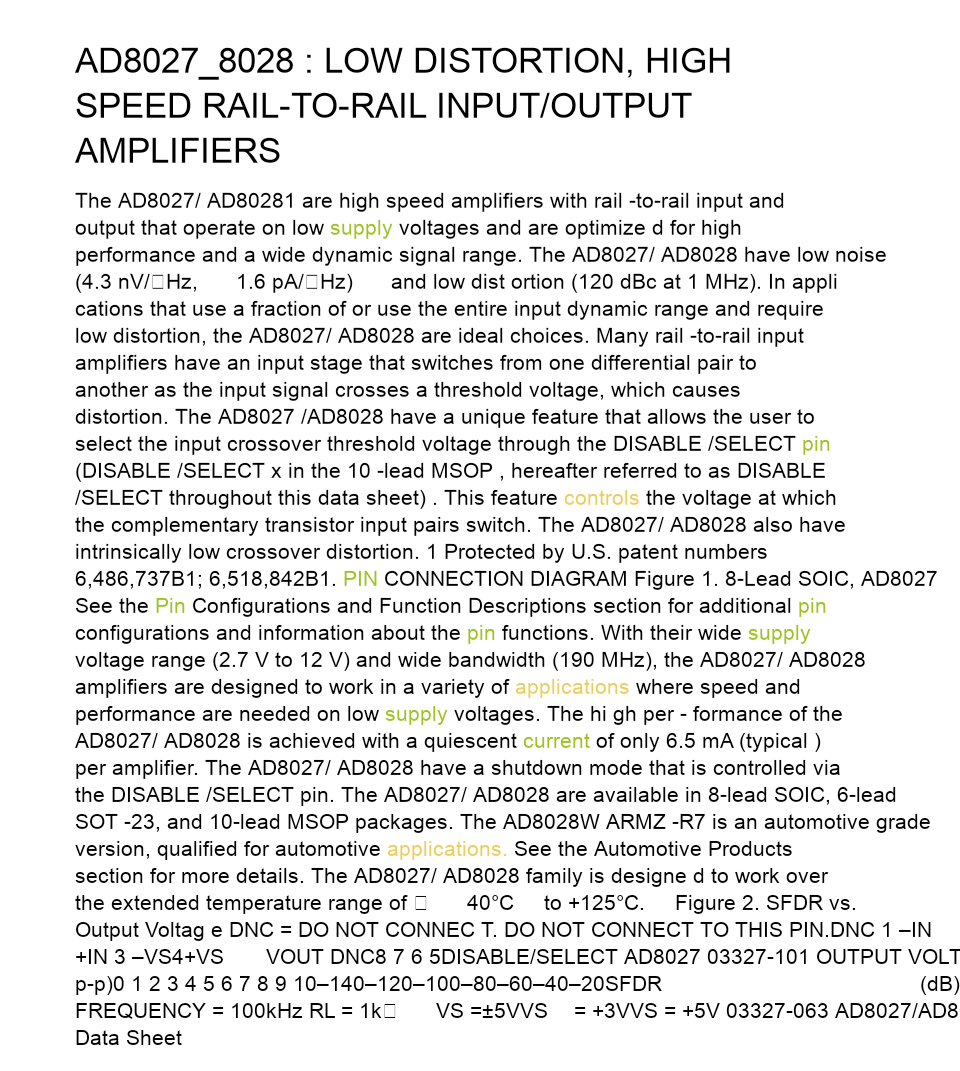 AD8027_8028 : LOW DISTORTION, HIGH
SPEED RAIL-TO-RAIL INPUT/OUTPUT
AMPLIFIERS
The AD8027/ AD80281 are high speed amplifiers with rail -to-rail input and
output that operate on low supply voltages and are optimize d for high
performance and a wide dynamic signal range. The AD8027/ AD8028 have low noise
(4.3 nV/□Hz, 1.6 pA/□Hz) and low dist ortion (120 dBc at 1 MHz). In appli
cations that use a fraction of or use the entire input dynamic range and require
low distortion, the AD8027/ AD8028 are ideal choices. Many rail -to-rail input
amplifiers have an input stage that switches from one differential pair to
another as the input signal crosses a threshold voltage, which causes
distortion. The AD8027 /AD8028 have a unique feature that allows the user to
select the input crossover threshold voltage through the DISABLE /SELECT pin
(DISABLE /SELECT x in the 10 -lead MSOP , hereafter referred to as DISABLE
/SELECT throughout this data sheet) . This feature controls the voltage at which
the complementary transistor input pairs switch. The AD8027/ AD8028 also have
intrinsically low crossover distortion. 1 Protected by U.S. patent numbers
6,486,737B1; 6,518,842B1. PIN CONNECTION DIAGRAM Figure 1. 8-Lead SOIC, AD8027
See the Pin Configurations and Function Descriptions section for additional pin
configurations and information about the pin functions. With their wide supply
voltage range (2.7 V to 12 V) and wide bandwidth (190 MHz), the AD8027/ AD8028
amplifiers are designed to work in a variety of applications where speed and
performance are needed on low supply voltages. The hi gh per - formance of the
AD8027/ AD8028 is achieved with a quiescent current of only 6.5 mA (typical )
per amplifier. The AD8027/ AD8028 have a shutdown mode that is controlled via
the DISABLE /SELECT pin. The AD8027/ AD8028 are available in 8-lead SOIC, 6-lead
SOT -23, and 10-lead MSOP packages. The AD8028W ARMZ -R7 is an automotive grade
version, qualified for automotive applications. See the Automotive Products
section for more details. The AD8027/ AD8028 family is designe d to work over
the extended temperature range of □ 40°C to +125°C. Figure 2. SFDR vs.
Output Voltag e DNC = DO NOT CONNEC T. DO NOT CONNECT TO THIS PIN.DNC 1 –IN
+IN 3 –VS4+VS VOUT DNC8 7 6 5DISABLE/SELECT AD8027 03327-101 OUTPUT VOLT
p-p)0 1 2 3 4 5 6 7 8 9 10–140–120–100–80–60–40–20SFDR (dB)
FREQUENCY = 100kHz RL = 1k□ VS =±5VVS = +3VVS = +5V 03327-063 AD8027/AD8
Data Sheet